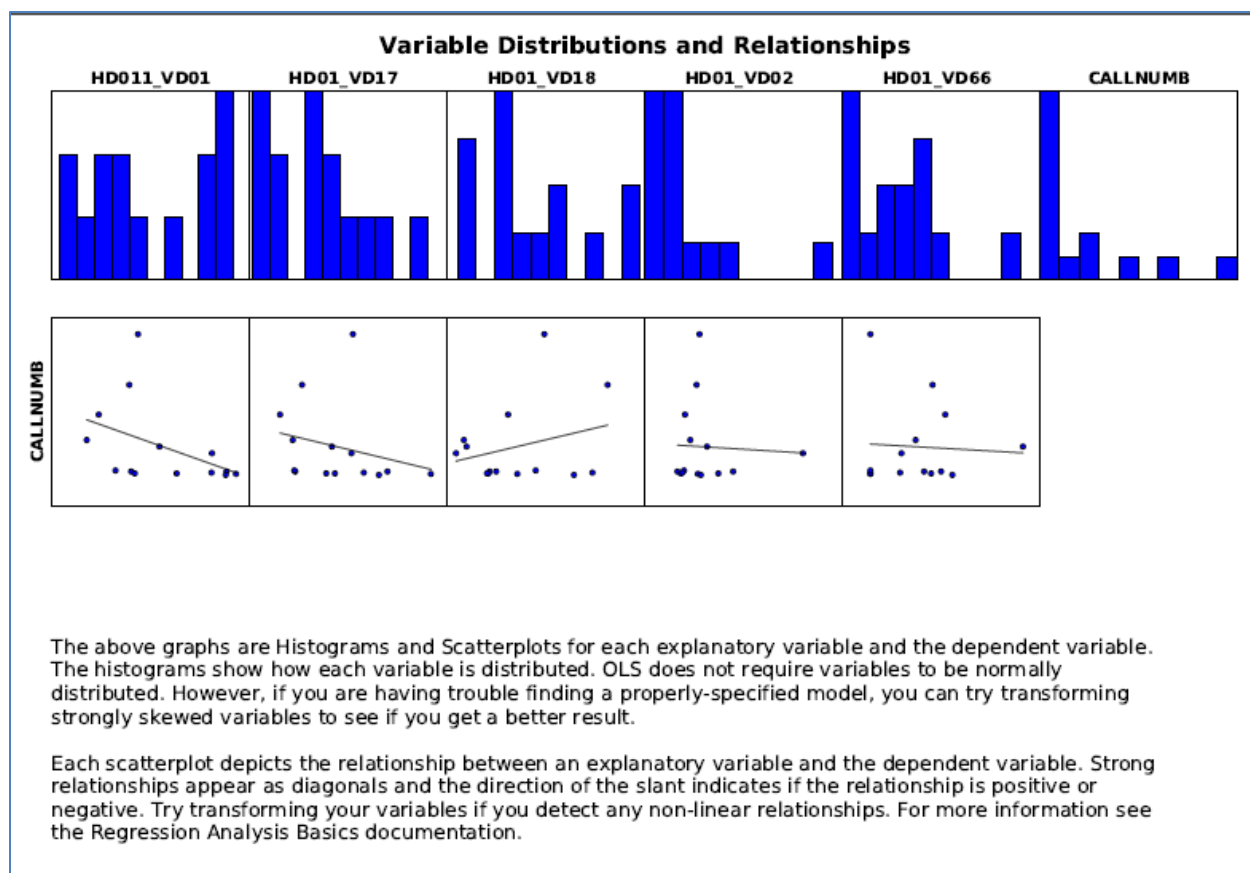 Variable Distributions and Relationships
HD011_VD01 HD01_VD17 HD01_VD18 HD01_VD02 HD01_VD66 CALLNUMB
CALLNUMB
The above graphs are Histograms and Scatterplots for each explanatory variable and the dependent variable.
The histograms show how each variable is distributed. OLS does not require variables to be normally
distributed. However, if you are having trouble finding a properly-specified model, you can try transforming
strongly skewed variables to see if you get a better result.
Each scatterplot depicts the relationship between an explanatory variable and the dependent variable. Strong
relationships appear as diagonals and the direction of the slant indicates if the relationship is positive or
negative. Try transforming your variables if you detect any non-linear relationships. For more information see
the Regression Analysis Basics documentation.